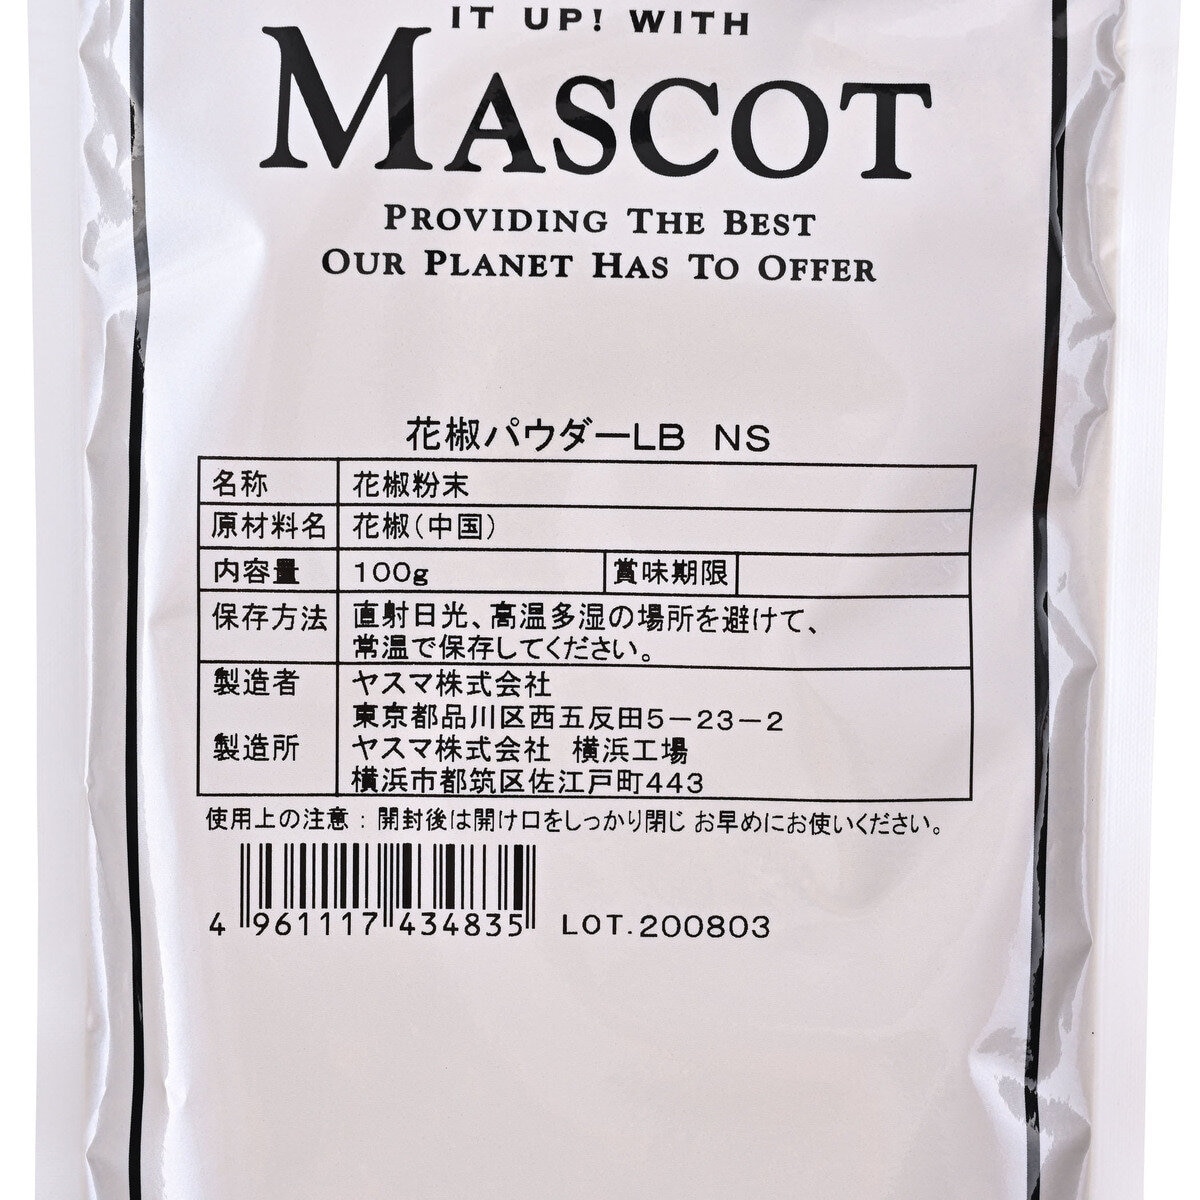 IT UP! WITH
MASCOT
PROVIDING THE BEST
OUR PLANET HAS TO OFFER
花椒パウダーLB NS
名称 花椒粉末
原材料名 花椒(中国)
内容量 100g 賞味期限
保存方法 直射日光、高温多湿の場所を避けて、
常温で保存してください。
製造者 ヤスマ株式会社
東京都品川区西五反田5-23-2
製造所 ヤスマ株式会社 横浜工場
横浜市都筑区佐江戸町443
使用上の注意:開封後は開け口をしっかり閉じ お早めにお使いください。
4 961117 434835 LOT.200803